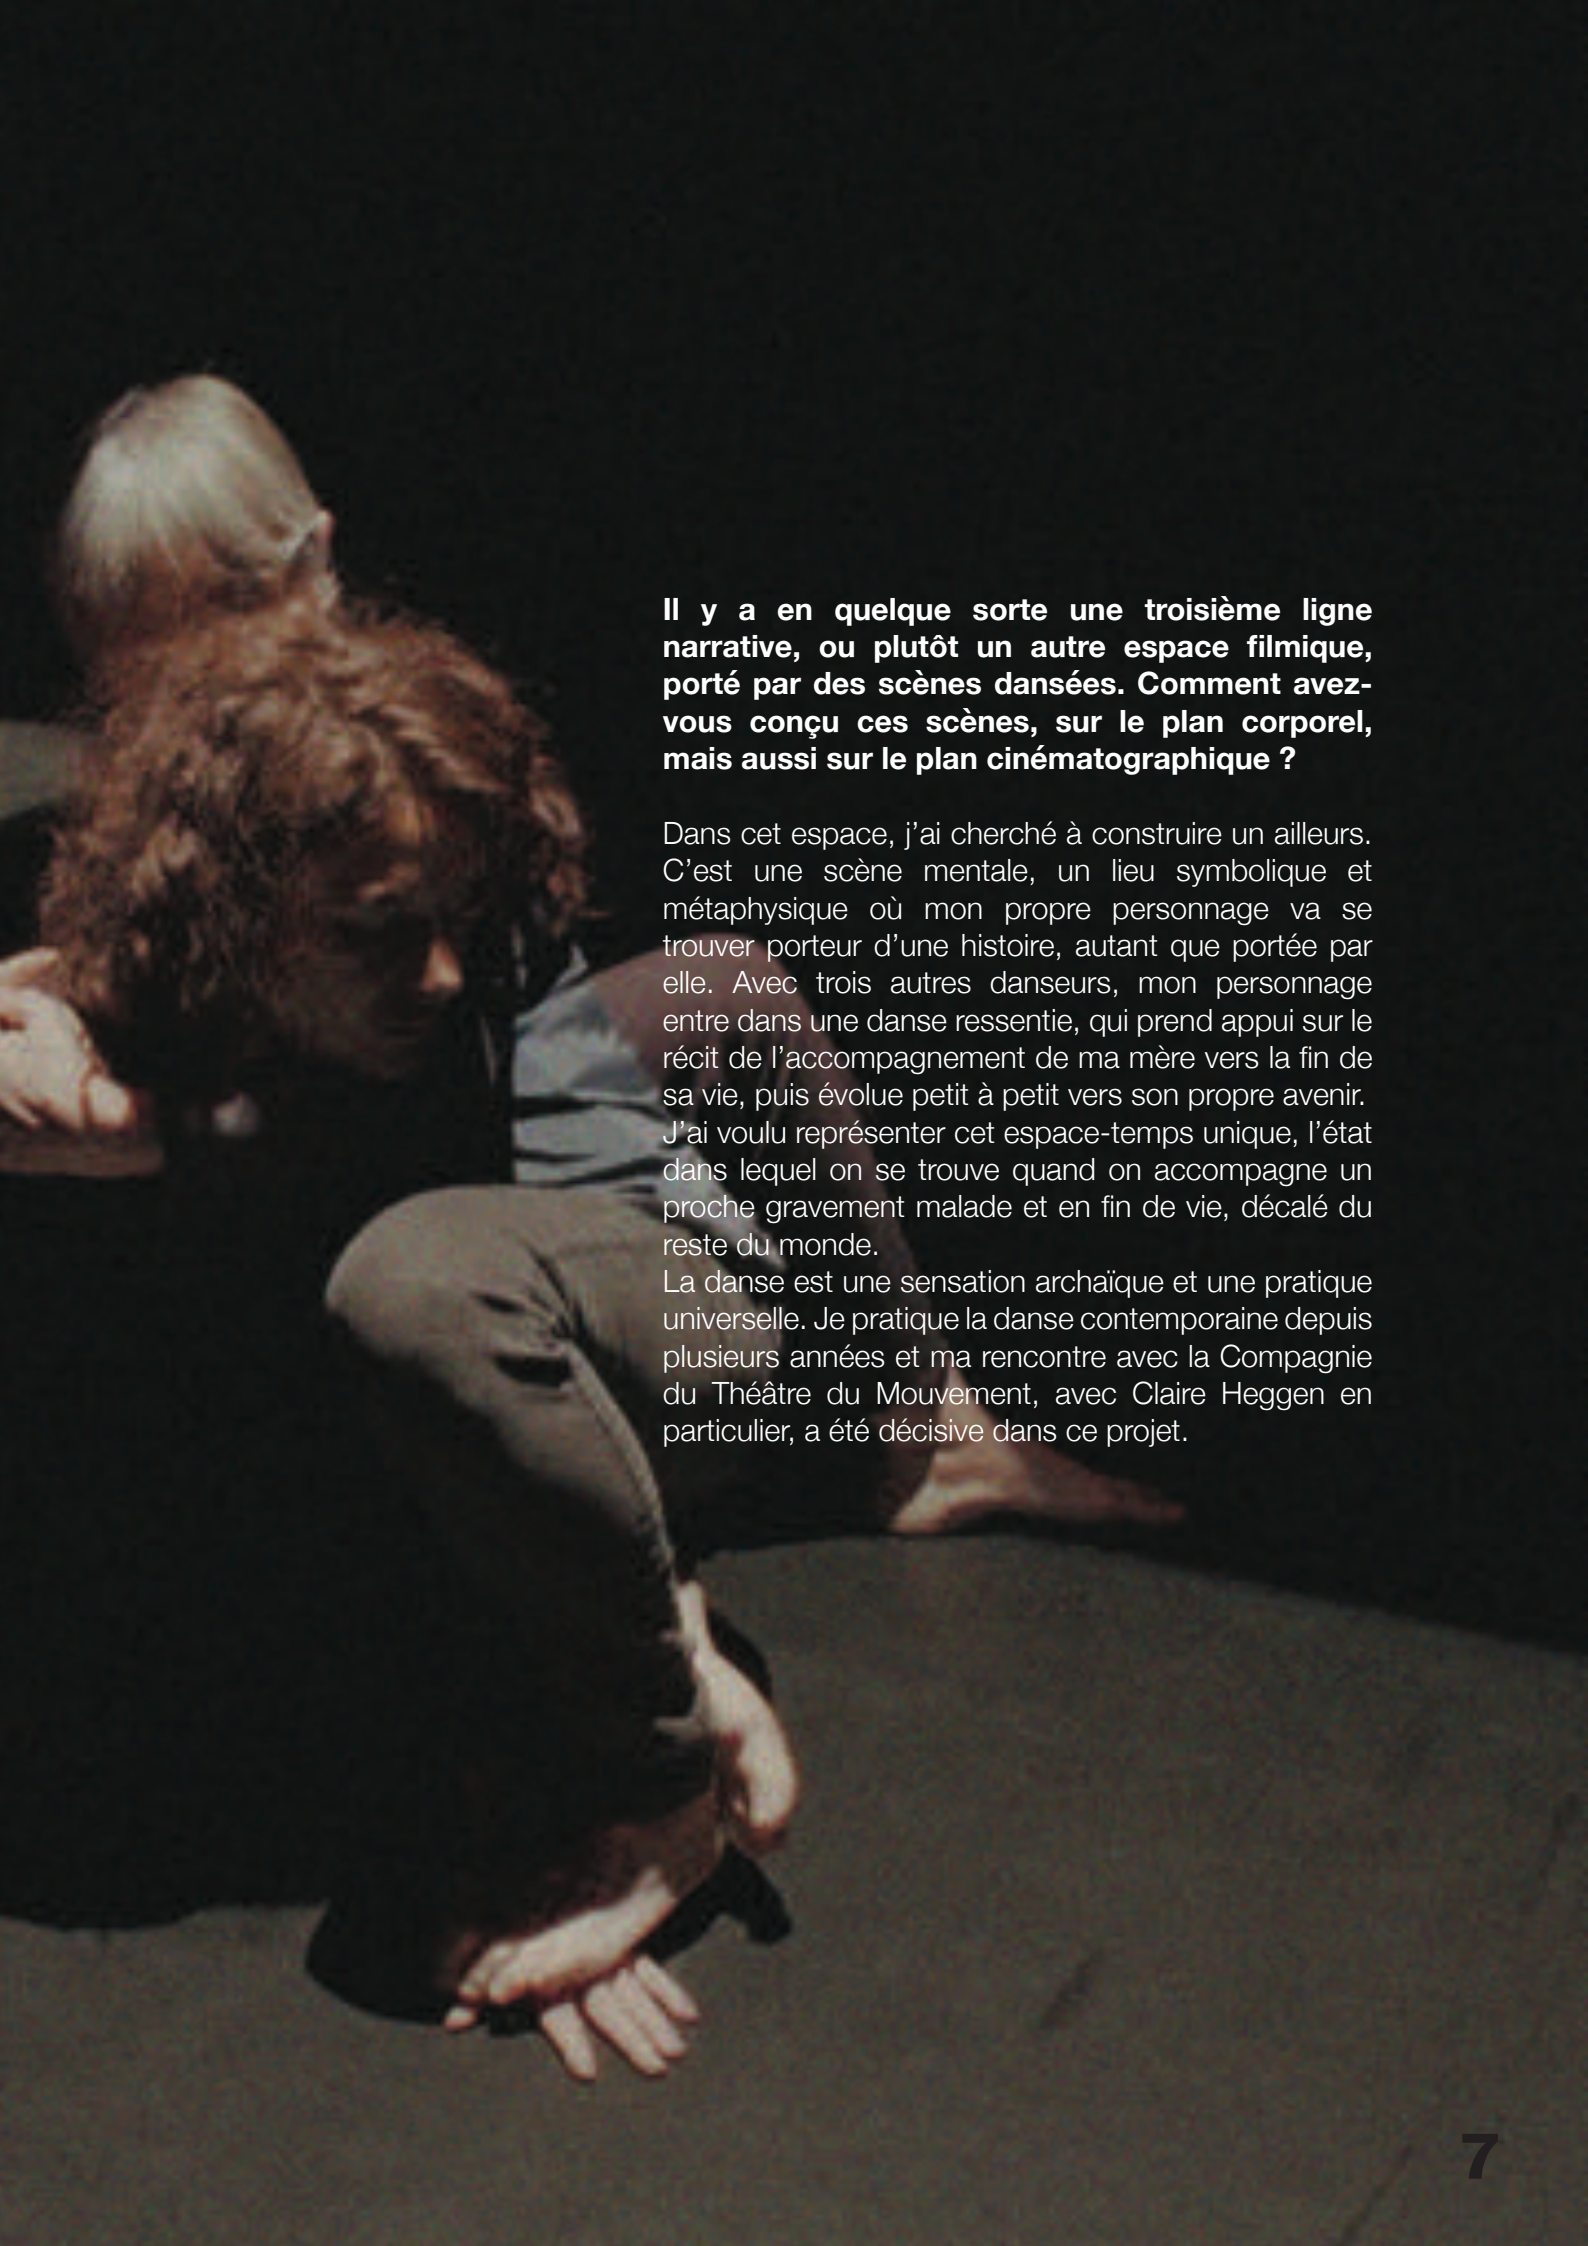 Il y a en quelque sorte une troisième ligne
narrative, ou plutôt un autre espace filmique,
porté par des scènes dansées. Comment avez-
vous conçu ces scènes, sur le plan corporel,
mais aussi sur le plan cinématographique ?
Dans cet espace, j’ai cherché à construire un ailleurs.
C’est une scène mentale, un lieu symbolique et
métaphysique où mon propre personnage va se
trouver porteur d’une histoire, autant que portée par
elle. Avec trois autres danseurs, mon personnage
entre dans une danse ressentie, qui prend appui sur le
récit de l’accompagnement de ma mère vers la fin de
sa vie, puis évolue petit à petit vers son propre avenir.
J’ai voulu représenter cet espace-temps unique, l’état
dans lequel on se trouve quand on accompagne un
proche gravement malade et en fin de vie, décalé du
reste du monde.
La danse est une sensation archaïque et une pratique
universelle. Je pratique la danse contemporaine depuis
plusieurs années et ma rencontre avec la Compagnie
du Théâtre du Mouvement, avec Claire Heggen en
particulier, a été décisive dans ce projet.
7